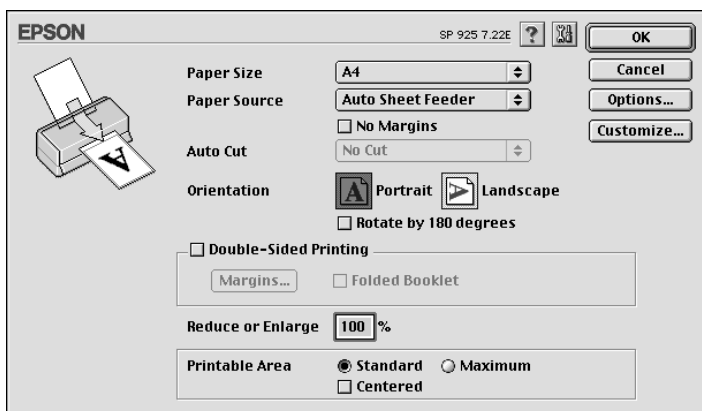 EPSON
SP 925 7.22E
?
OK
Paper Size
A4
Cancel
Paper Source
Auto Sheet Feeder
Options...
No Margins
Customize...
Auto Cut
No Cut
Orientation
A
Portrait
A
Landscape
Rotate by 180 degrees
A
Double-Sided Printing
Margins...
Folded Booklet
Reduce or Enlarge
100
%
Printable Area
Standard
Maximum
Centered